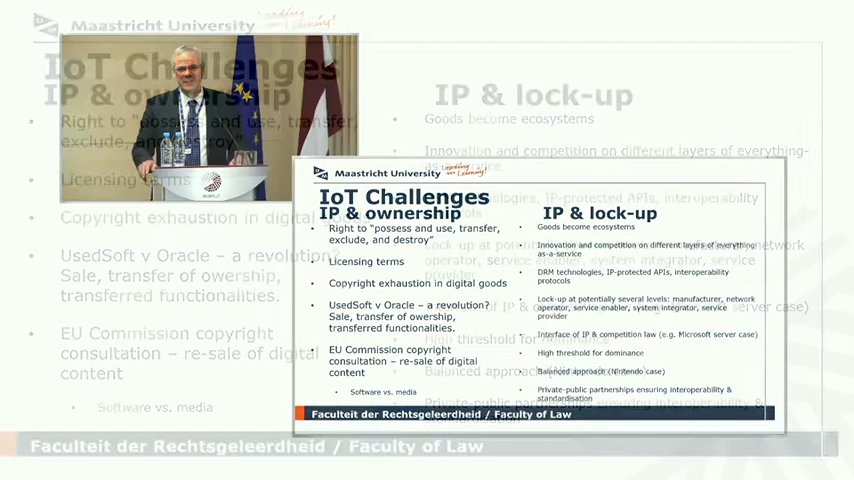 Maastricht University Leading in Learning!
IoT Challenges
IP & ownership
Right to “possess and use, transfer, exclude, and destroy”
Licensing terms
Copyright exhaustion in digital goods
UsedSoft v Oracle – a revolution?
Sale, transfer of owership,
transferred functionalities.
EU Commission copyright
consultation – re-sale of digital
content
Software vs. media
IP & lock-up
Goods become ecosystems
Innovation and competition on different layers of everything-
as-a-service
DRM technologies, IP-protected APIs, interoperability
protocols
Lock-up at potentially several levels: manufacturer, network
operator, service enabler, system integrator, service
provider
Interface of IP & competition law (e.g. Microsoft server case)
High threshold for dominance
Balanced approach (Nintendo case)
Private-public partnerships ensuring interoperability &
standardisation
Faculteit der Rechtsgeleerdheid / Faculty of Law